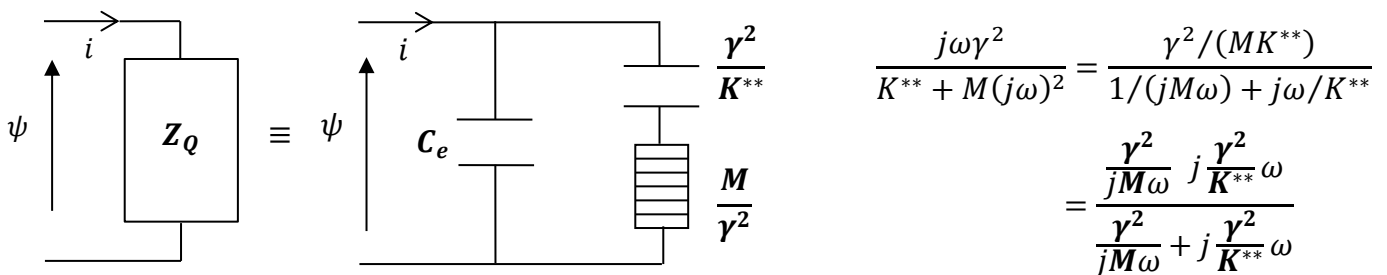 i
ψ
Z_Q
≡
i
ψ
C_e
γ²/K**
M/γ²
jωγ²/(K** + M(jω)²) = (γ²/(MK**))/(1/(jMω) + jω/K**)
= (γ²/(jMω) j γ²/K** ω)/(γ²/(jMω) + j γ²/K** ω)